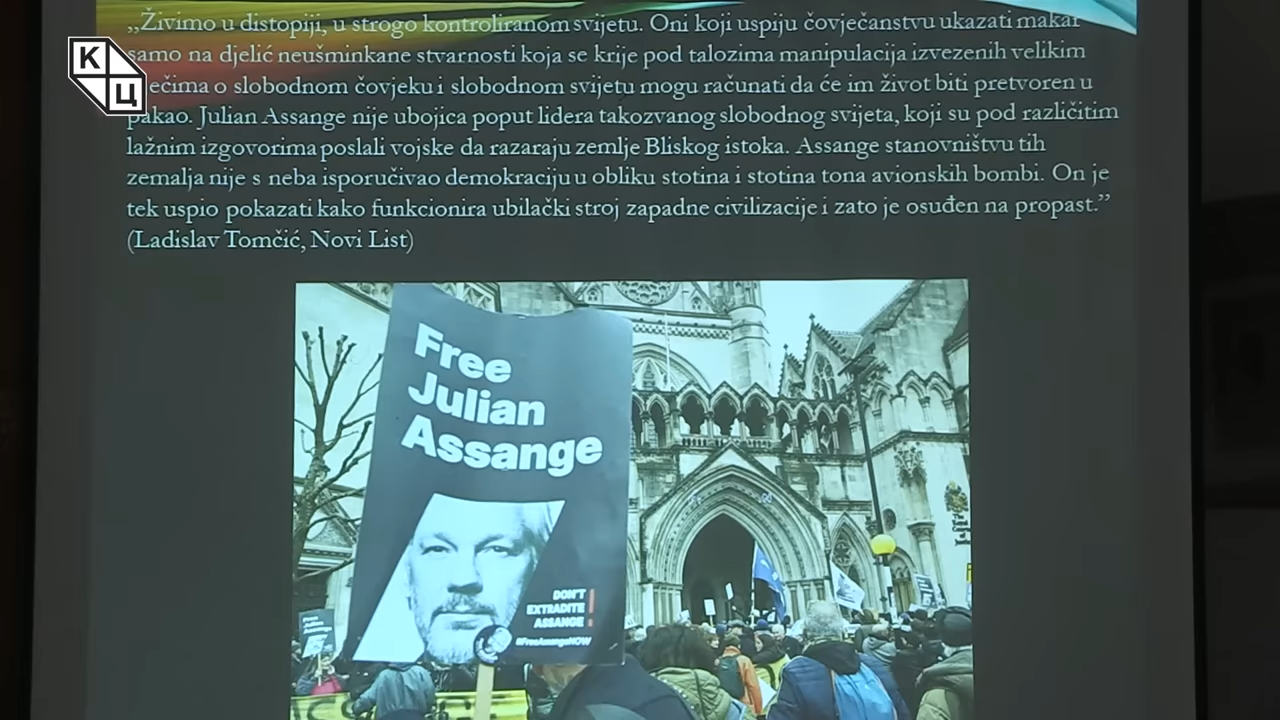 „Živimo u distopiji, u strogo kontroliranom svijetu. Oni koji uspiju čovječanstvu ukazati makar
samo na djelić neušminkane stvarnosti koja se krije pod talozima manipulacija izvezenih velikim
ečima o slobodnom čovjeku i slobodnom svijetu mogu računati da će im život biti pretvoren u
pakao. Julian Assange nije ubojica poput lidera takozvanog slobodnog svijeta, koji su pod različitim
lažnim izgovorima poslali vojske da razaraju zemlje Bliskog istoka. Assange stanovništvu tih
zemalja nije s neba isporučivao demokraciju u obliku stotina i stotina tona avionskih bombi. On je
tek uspio pokazati kako funkcionira ubilački stroj zapadne civilizacije i zato je osuđen na propast.”
(Ladislav Tomčić, Novi List)
К
Ц
Free
Julian
Assange
DON'T
EXTRADITE
ASSANGE
#FreeAssangeNOW
Free
Julian
Assange